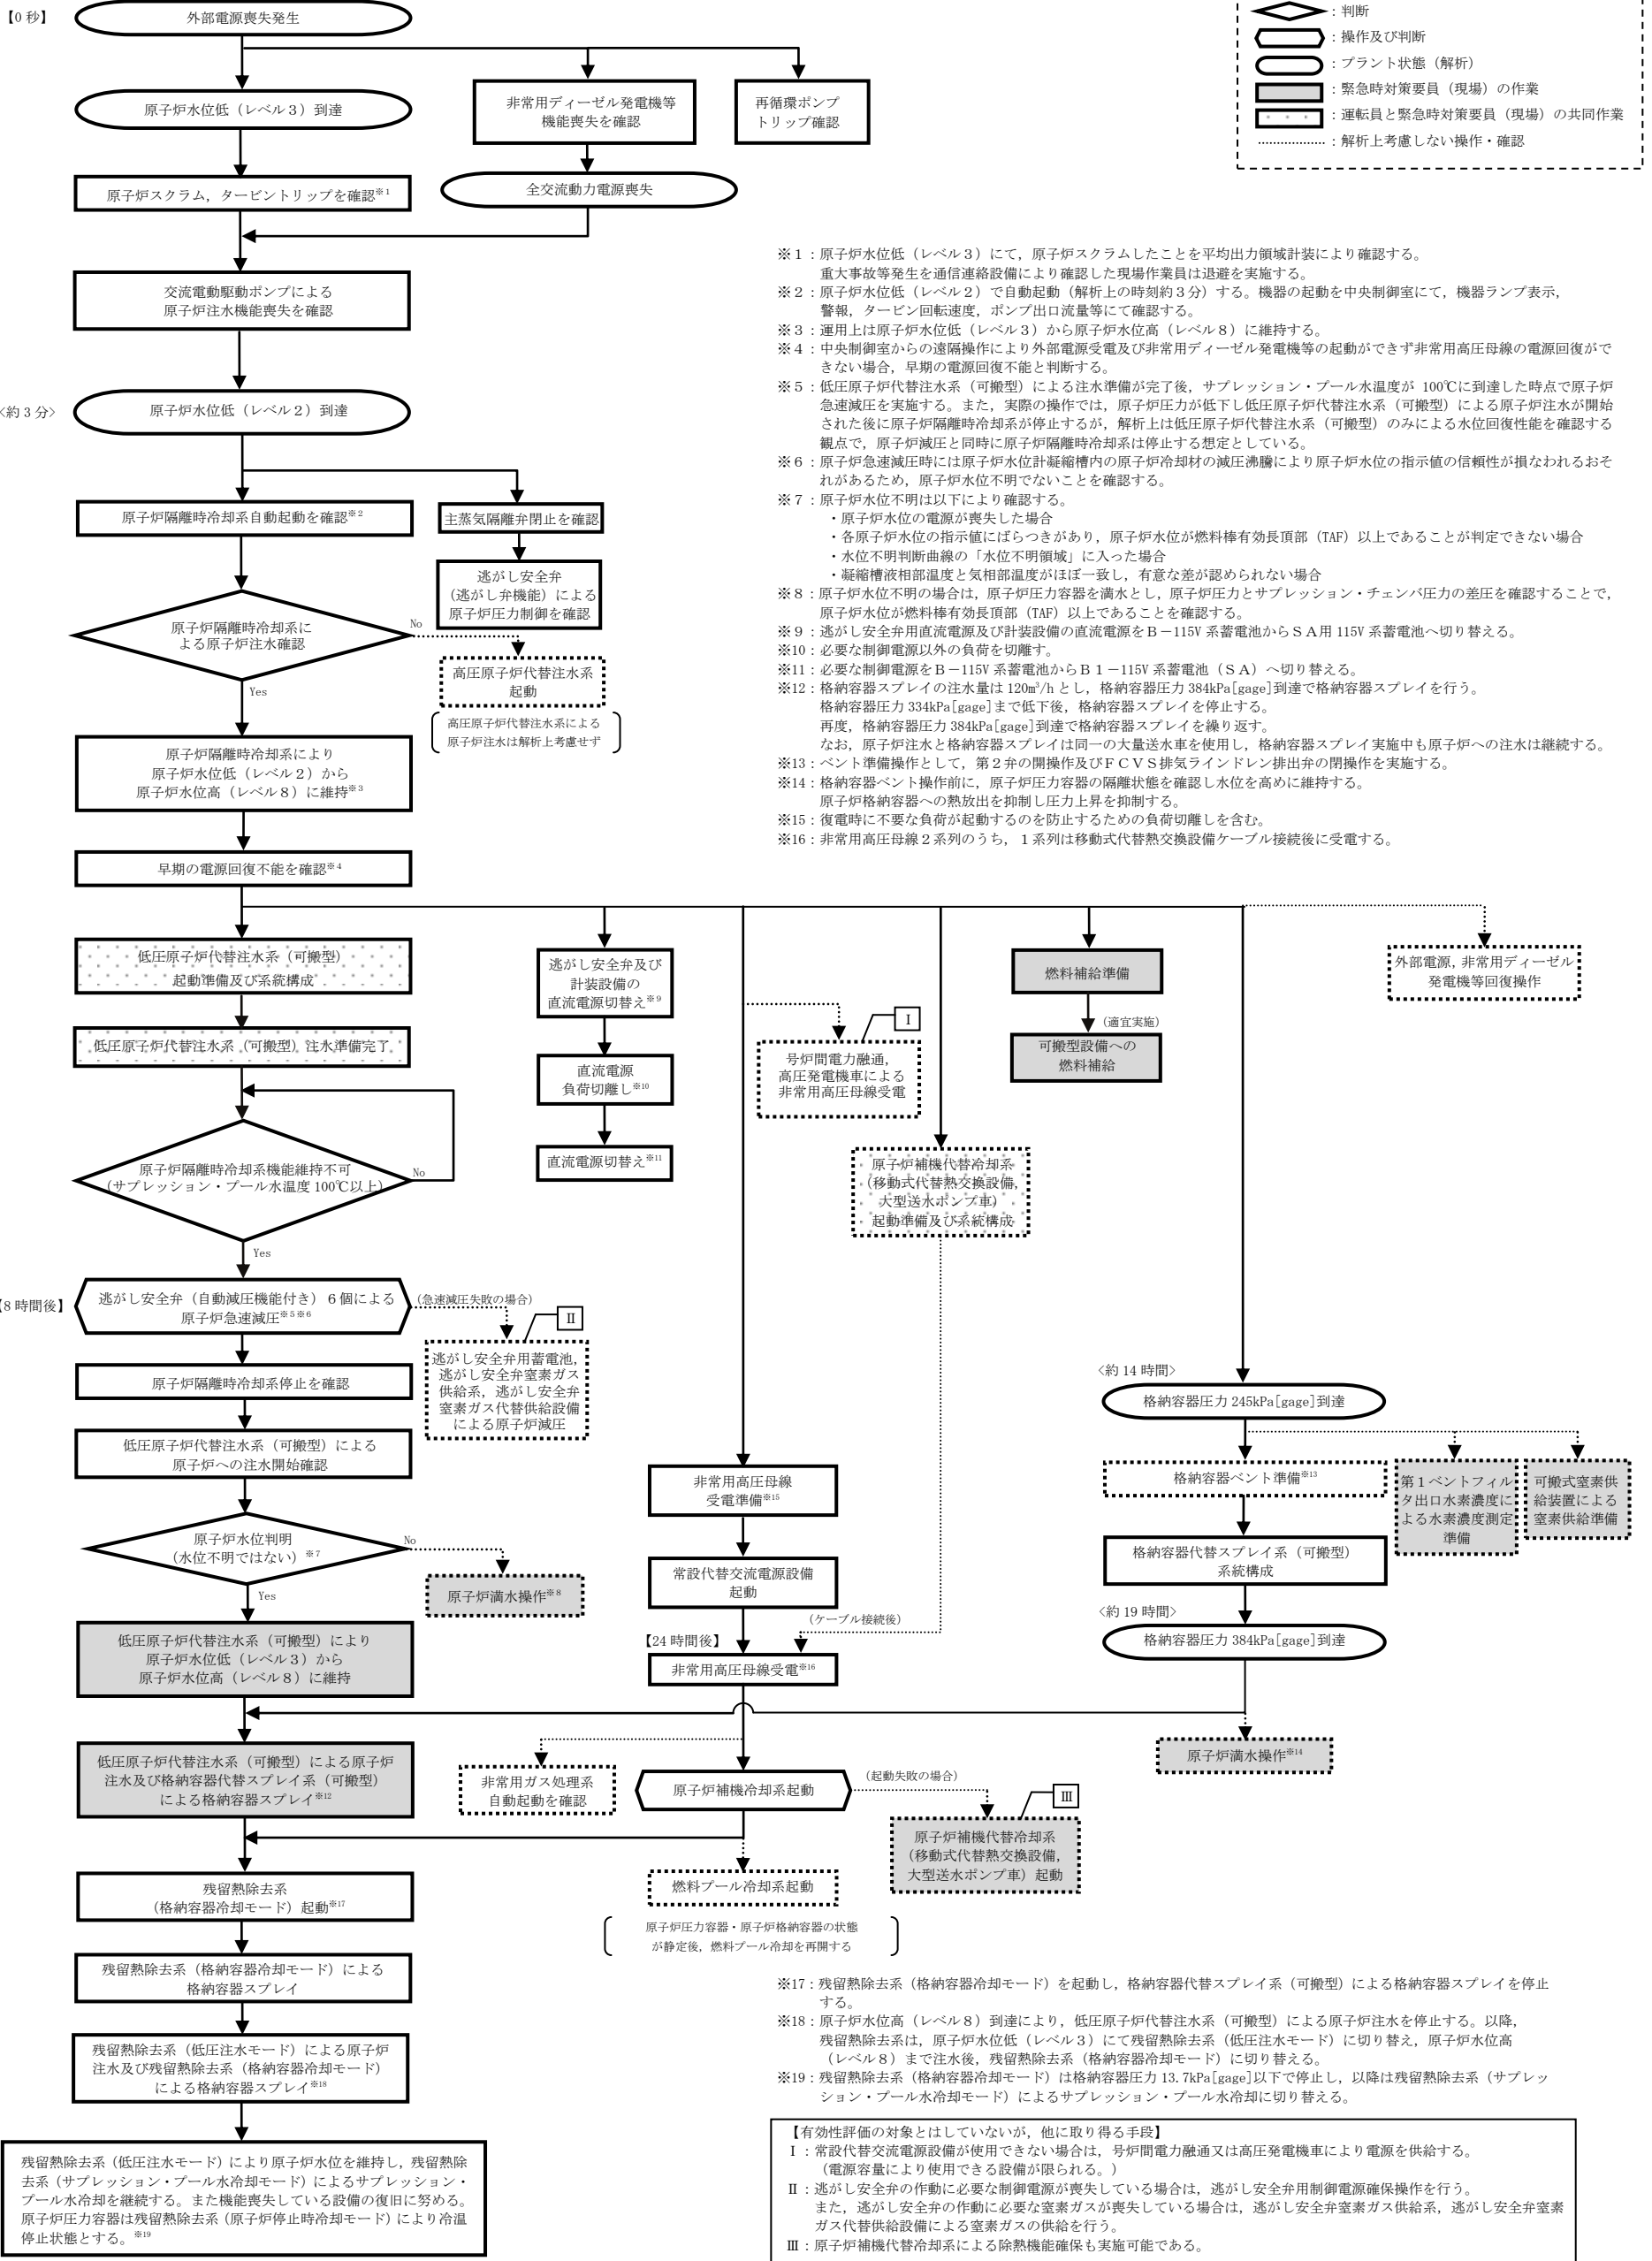 【0 秒】
外部電源喪失発生
：判断
：操作及び判断
：プラント状態（解析）
：緊急時対策要員（現場）の作業
：運転員と緊急時対策要員（現場）の共同作業
：解析上考慮しない操作・確認
原子炉水位低（レベル３）到達
非常用ディーゼル発電機等
機能喪失を確認
再循環ポンプ
トリップ確認
原子炉スクラム，タービントリップを確認※1
全交流動力電源喪失
交流電動駆動ポンプによる
原子炉注水機能喪失を確認
<約 3 分>
原子炉水位低（レベル２）到達
原子炉隔離時冷却系自動起動を確認※2
主蒸気隔離弁閉止を確認
逃がし安全弁
（逃がし弁機能）による
原子炉圧力制御を確認
原子炉隔離時冷却系に
よる原子炉注水確認
No
Yes
高圧原子炉代替注水系
起動
高圧原子炉代替注水系による
原子炉注水は解析上考慮せず
原子炉隔離時冷却系により
原子炉水位低（レベル２）から
原子炉水位高（レベル８）に維持※3
早期の電源回復不能を確認※4
※１：原子炉水位低（レベル３）にて，原子炉スクラムしたことを平均出力領域計装により確認する。
重大事故等発生を通信連絡設備により確認した現場作業員は退避を実施する。
※２：原子炉水位低（レベル２）で自動起動（解析上の時刻約３分）する。機器の起動を中央制御室にて，機器ランプ表示，
警報，タービン回転速度，ポンプ出口流量等にて確認する。
※３：運用上は原子炉水位低（レベル３）から原子炉水位高（レベル８）に維持する。
※４：中央制御室からの遠隔操作により外部電源受電及び非常用ディーゼル発電機等の起動ができず非常用高圧母線の電源回復がで
きない場合，早期の電源回復不能と判断する。
※５：低圧原子炉代替注水系（可搬型）による注水準備が完了後，サプレッション・プール水温度が 100℃に到達した時点で原子炉
急速減圧を実施する。また，実際の操作では，原子炉圧力が低下し低圧原子炉代替注水系（可搬型）による原子炉注水が開始
された後に原子炉隔離時冷却系が停止するが，解析上は低圧原子炉代替注水系（可搬型）のみによる水位回復性能を確認する
観点で，原子炉減圧と同時に原子炉隔離時冷却系は停止する想定としている。
※６：原子炉急速減圧時には原子炉水位計凝縮槽内の原子炉冷却材の減圧沸騰により原子炉水位の指示値の信頼性が損なわれるおそ
れがあるため，原子炉水位不明でないことを確認する。
※７：原子炉水位不明は以下により確認する。
・原子炉水位の電源が喪失した場合
・各原子炉水位の指示値にばらつきがあり，原子炉水位が燃料棒有効長頂部（TAF）以上であることが判定できない場合
・水位不明判断曲線の「水位不明領域」に入った場合
・凝縮槽液相部温度と気相部温度がほぼ一致し，有意な差が認められない場合
※８：原子炉水位不明の場合は，原子炉圧力容器を満水とし，原子炉圧力とサプレッション・チェンバ圧力の差圧を確認することで，
原子炉水位が燃料棒有効長頂部（TAF）以上であることを確認する。
※９：逃がし安全弁用直流電源及び計装設備の直流電源をＢ－115V 系蓄電池からＳＡ用 115V 系蓄電池へ切り替える。
※10：必要な制御電源以外の負荷を切離す。
※11：必要な制御電源をＢ－115V 系蓄電池からＢ１－115V 系蓄電池（ＳＡ）へ切り替える。
※12：格納容器スプレイの注水量は 120m³/h とし，格納容器圧力 384kPa[gage]到達で格納容器スプレイを行う。
格納容器圧力 334kPa[gage]まで低下後，格納容器スプレイを停止する。
再度，格納容器圧力 384kPa[gage]到達で格納容器スプレイを繰り返す。
なお，原子炉注水と格納容器スプレイは同一の大量送水車を使用し，格納容器スプレイ実施中も原子炉への注水は継続する。
※13：ベント準備操作として，第２弁の開操作及びＦＣＶＳ排気ラインドレン排出弁の閉操作を実施する。
※14：格納容器ベント操作前に，原子炉圧力容器の隔離状態を確認し水位を高めに維持する。
原子炉格納容器への熱放出を抑制し圧力上昇を抑制する。
※15：復電時に不要な負荷が起動するのを防止するための負荷切離しを含む。
※16：非常用高圧母線２系列のうち，１系列は移動式代替熱交換設備ケーブル接続後に受電する。
低圧原子炉代替注水系（可搬型）
起動準備及び系統構成
低圧原子炉代替注水系（可搬型）注水準備完了
原子炉隔離時冷却系機能維持不可
（サプレッション・プール水温度 100℃以上）
No
Yes
逃がし安全弁及び
計装設備の
直流電源切替え※9
直流電源
負荷切離し※10
直流電源切替え※11
Ⅰ
号炉間電力融通，
高圧発電機車による
非常用高圧母線受電
原子炉補機代替冷却系
（移動式代替熱交換設備，
大型送水ポンプ車）
起動準備及び系統構成
燃料補給準備
（適宜実施）
可搬型設備への
燃料補給
外部電源，非常用ディーゼル
発電機等回復操作
【8 時間後】
逃がし安全弁（自動減圧機能付き）６個による
原子炉急速減圧※5※6
（急速減圧失敗の場合）
Ⅱ
逃がし安全弁用蓄電池，
逃がし安全弁窒素ガス
供給系，逃がし安全弁
窒素ガス代替供給設備
による原子炉減圧
原子炉隔離時冷却系停止を確認
低圧原子炉代替注水系（可搬型）による
原子炉への注水開始確認
原子炉水位判明
（水位不明ではない）※7
No
Yes
原子炉満水操作※8
低圧原子炉代替注水系（可搬型）により
原子炉水位低（レベル３）から
原子炉水位高（レベル８）に維持
非常用高圧母線
受電準備※15
常設代替交流電源設備
起動
（ケーブル接続後）
【24 時間後】
非常用高圧母線受電※16
<約 14 時間>
格納容器圧力 245kPa[gage]到達
格納容器ベント準備※13
第１ベントフィル
タ出口水素濃度に
よる水素濃度測定
準備
可搬式窒素供
給装置による
窒素供給準備
格納容器代替スプレイ系（可搬型）
系統構成
<約 19 時間>
格納容器圧力 384kPa[gage]到達
原子炉満水操作※14
低圧原子炉代替注水系（可搬型）による原子炉
注水及び格納容器代替スプレイ系（可搬型）
による格納容器スプレイ※12
非常用ガス処理系
自動起動を確認
原子炉補機冷却系起動
（起動失敗の場合）
Ⅲ
原子炉補機代替冷却系
（移動式代替熱交換設備，
大型送水ポンプ車）起動
燃料プール冷却系起動
原子炉圧力容器・原子炉格納容器の状態
が静定後，燃料プール冷却を再開する
残留熱除去系
（格納容器冷却モード）起動※17
残留熱除去系（格納容器冷却モード）による
格納容器スプレイ
残留熱除去系（低圧注水モード）による原子炉
注水及び残留熱除去系（格納容器冷却モード）
による格納容器スプレイ※18
残留熱除去系（低圧注水モード）により原子炉水位を維持し，残留熱除
去系（サプレッション・プール水冷却モード）によるサプレッション・
プール水冷却を継続する。また機能喪失している設備の復旧に努める。
原子炉圧力容器は残留熱除去系（原子炉停止時冷却モード）により冷温
停止状態とする。※19
※17：残留熱除去系（格納容器冷却モード）を起動し，格納容器代替スプレイ系（可搬型）による格納容器スプレイを停止
する。
※18：原子炉水位高（レベル８）到達により，低圧原子炉代替注水系（可搬型）による原子炉注水を停止する。以降，
残留熱除去系は，原子炉水位低（レベル３）にて残留熱除去系（低圧注水モード）に切り替え，原子炉水位高
（レベル８）まで注水後，残留熱除去系（格納容器冷却モード）に切り替える。
※19：残留熱除去系（格納容器冷却モード）は格納容器圧力 13.7kPa[gage]以下で停止し，以降は残留熱除去系（サプレッ
ション・プール水冷却モード）によるサプレッション・プール水冷却に切り替える。
【有効性評価の対象とはしていないが，他に取り得る手段】
Ⅰ：常設代替交流電源設備が使用できない場合は，号炉間電力融通又は高圧発電機車により電源を供給する。
（電源容量により使用できる設備が限られる。）
Ⅱ：逃がし安全弁の作動に必要な制御電源が喪失している場合は，逃がし安全弁用制御電源確保操作を行う。
また，逃がし安全弁の作動に必要な窒素ガスが喪失している場合は，逃がし安全弁窒素ガス供給系，逃がし安全弁窒素
ガス代替供給設備による窒素ガスの供給を行う。
Ⅲ：原子炉補機代替冷却系による除熱機能確保も実施可能である。